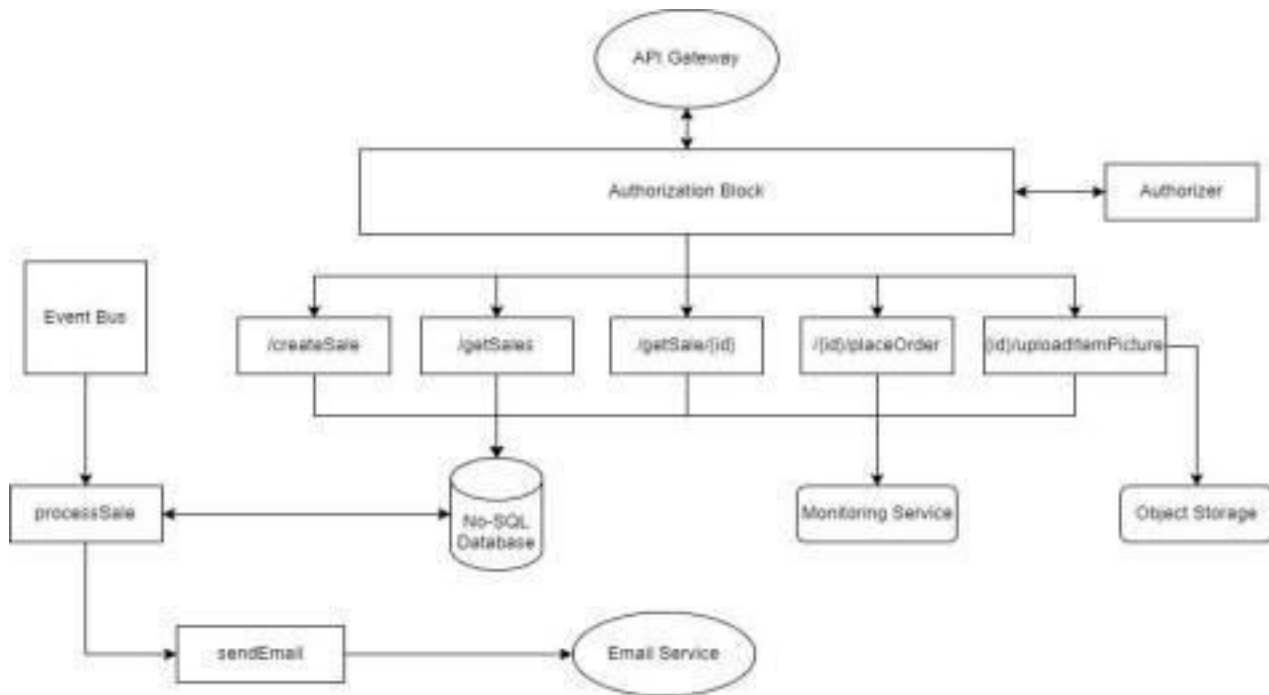 API Gateway
Authorization Block
Authorizer
Event Bus
/createSale
/getSales
/getSale/{id}
/{id}/placeOrder
{id}/uploadItemPicture
processSale
No-SQL
Database
Monitoring Service
Object Storage
sendEmail
Email Service